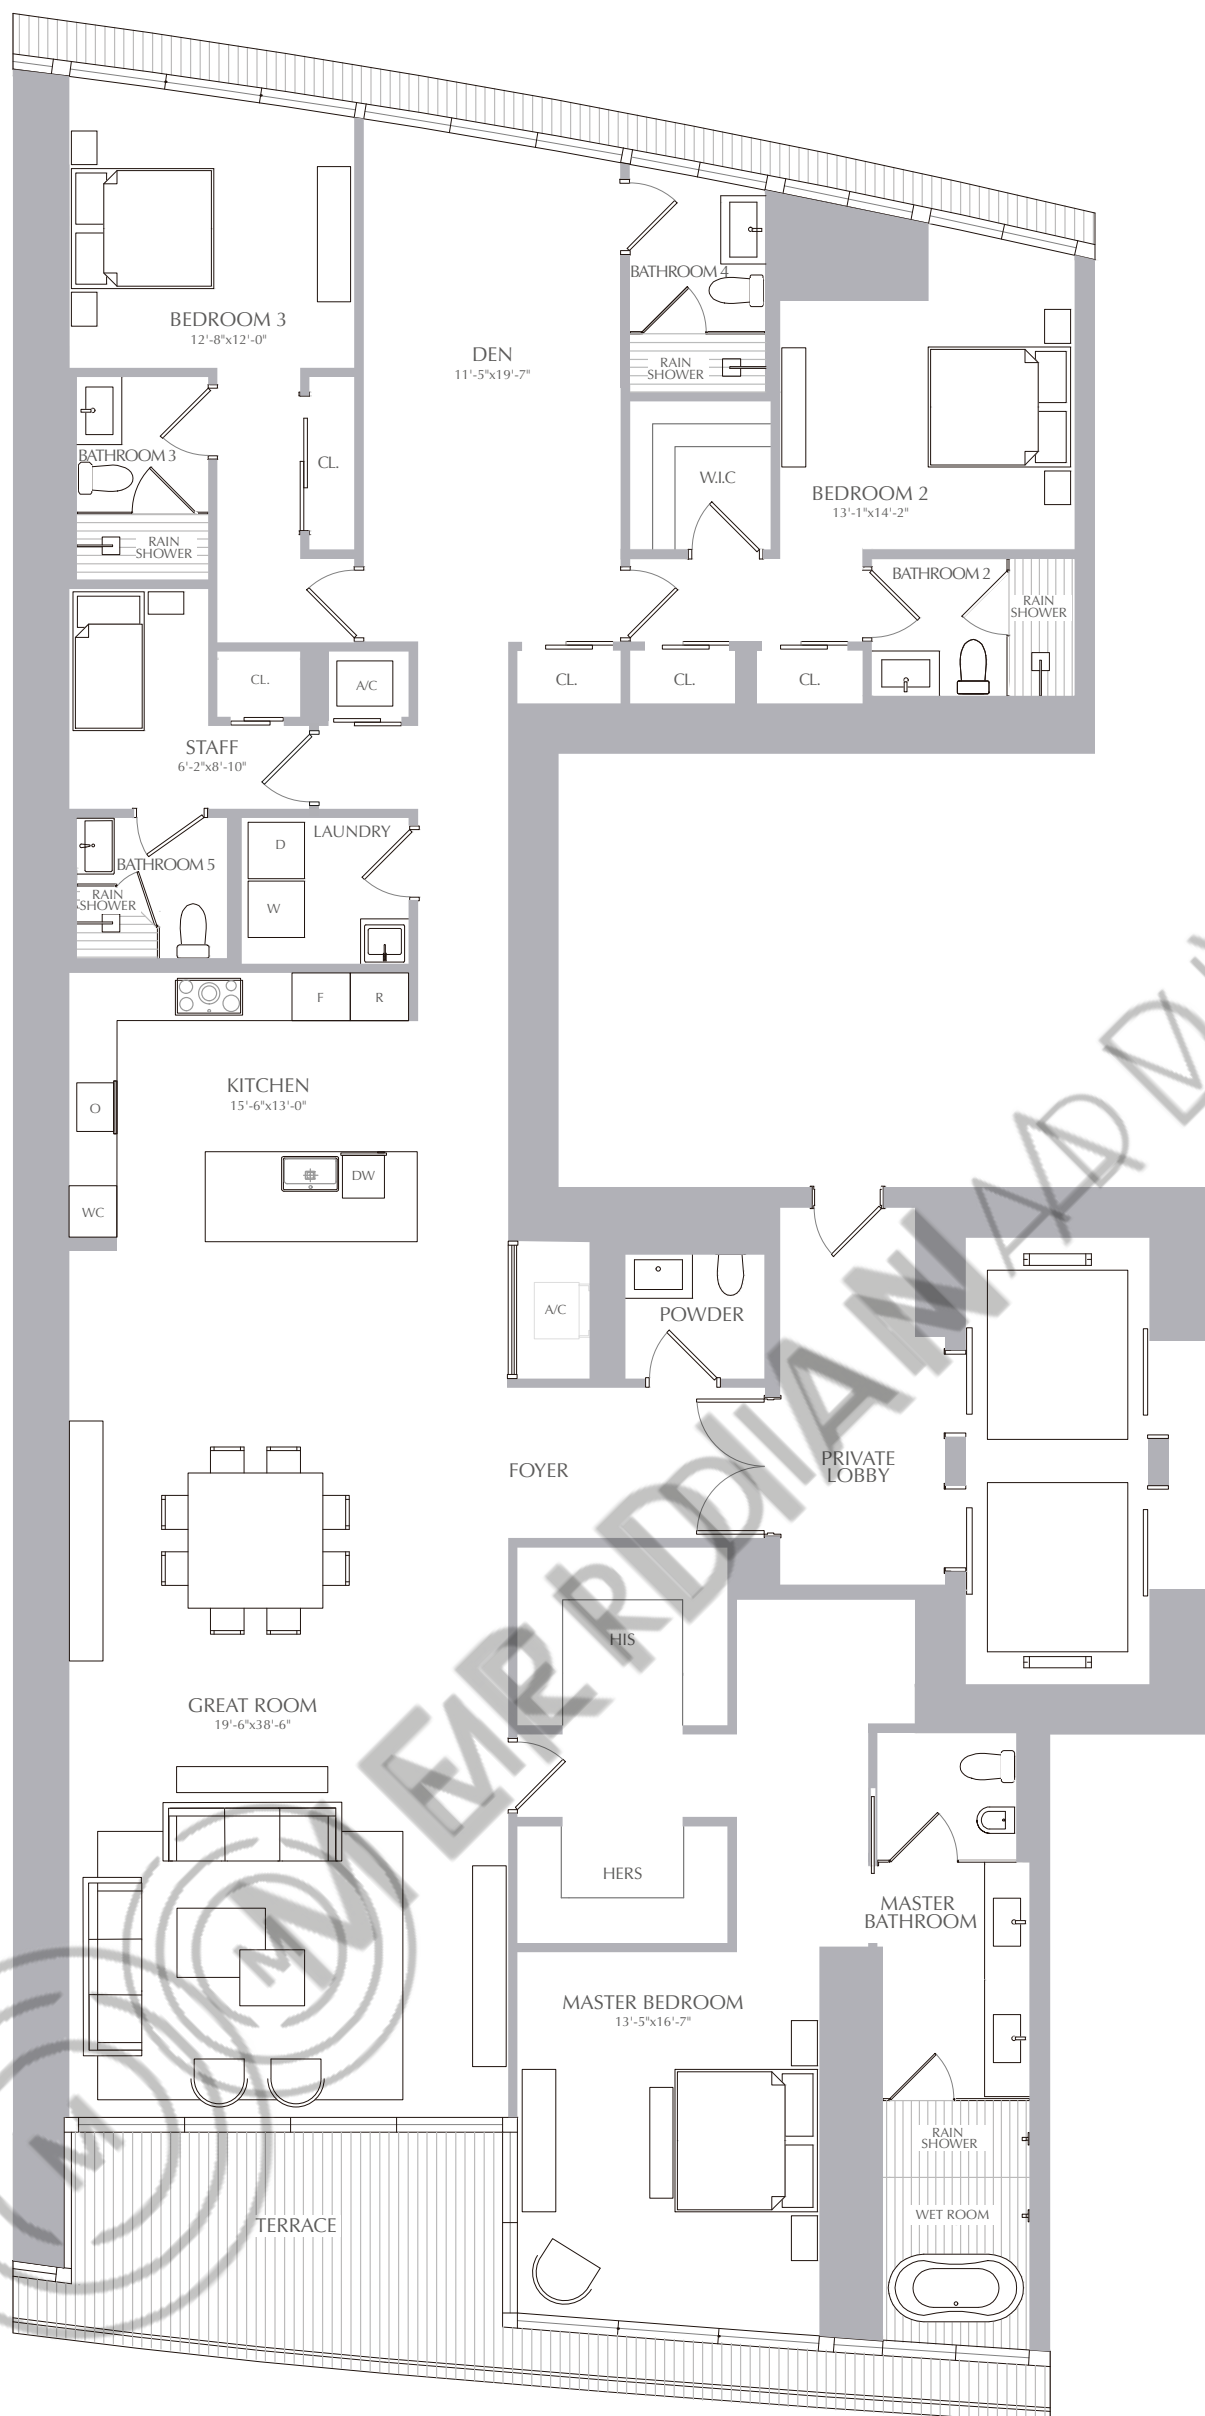 BEDROOM 3
12'-8"x12'-0"
DEN
11'-5"x19'-7"
BATHROOM 4
RAIN
SHOWER
W.I.C
BEDROOM 2
13'-1"x14'-2"
BATHROOM 3
CL.
RAIN
SHOWER
BATHROOM 2
RAIN
SHOWER
CL.
A/C
CL.
CL.
CL.
STAFF
6'-2"x8'-10"
LAUNDRY
D
W
BATHROOM 5
RAIN
SHOWER
F
R
KITCHEN
15'-6"x13'-0"
O
DW
WC
A/C
POWDER
FOYER
PRIVATE
LOBBY
HIS
GREAT ROOM
19'-6"x38'-6"
HERS
MASTER
BATHROOM
MASTER BEDROOM
13'-5"x16'-7"
RAIN
SHOWER
WET ROOM
TERRACE
M
M